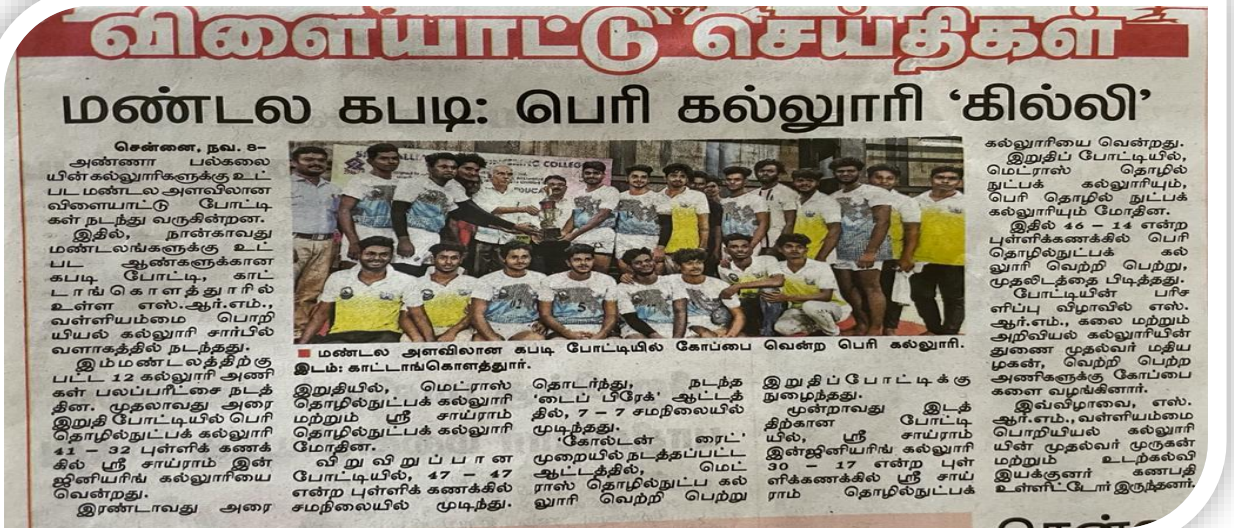 விளையாட்டு செய்திகள்
மண்டல கபடி: பெரி கல்லூரி ‘கில்லி’
சென்னை, நவ. 8–
அண்ணா பல்கலை
யின் கல்லூரிகளுக்கு உட்
பட மண்டல அளவிலான
விளையாட்டு போட்டி
கள் நடந்து வருகின்றன.
இதில், நான்காவது
மண்டலங்களுக்கு உட்
பட ஆண்களுக்கான
கபடி போட்டி, காட்
டாங்கொளத்தூரில்
உள்ள எஸ்.ஆர்.எம்.,
வள்ளியம்மை பொறி
யியல் கல்லூரி சார்பில்
வளாகத்தில் நடந்தது.
இம்மண்டலத்திற்கு
பட்ட 12 கல்லூரி அணி
கள் பலப்பரீட்சை நடத்
தின. முதலாவது அரை
இறுதி போட்டியில் பெரி
தொழில்நுட்பக் கல்லூரி
41 – 32 புள்ளிக் கணக்
கில் ஸ்ரீ சாய்ராம் இன்
ஜினியரிங் கல்லூரியை
வென்றது.
இரண்டாவது அரை
■ மண்டல அளவிலான கபடி போட்டியில் கோப்பை வென்ற பெரி கல்லூரி.
இடம்: காட்டாங்கொளத்தூர்.
இறுதியில், மெட்ராஸ்
தொழில்நுட்பக் கல்லூரி
மற்றும் ஸ்ரீ சாய்ராம்
தொழில்நுட்பக் கல்லூரி
மோதின.
விறுவிறுப்பான
போட்டியில், 47 – 47
என்ற புள்ளிக் கணக்கில்
சமநிலையில் முடிந்து.
தொடர்ந்து, நடந்த
‘டைப் பிரேக்’ ஆட்டத்
தில், 7 – 7 சமநிலையில்
முடிந்தது.
‘கோல்டன் ரைட்’
முறையில் நடத்தப்பட்ட
ஆட்டத்தில், மெட்
ராஸ் தொழில்நுட்ப கல்
லூரி வெற்றி பெற்று
இறுதிப்போட்டிக்கு
நுழைந்தது.
மூன்றாவது இடத்
திற்கான போட்டி
யில், ஸ்ரீ சாய்ராம்
இன்ஜினியரிங் கல்லூரி
30 – 17 என்ற புள்
ளிக்கணக்கில் ஸ்ரீ சாய்
ராம் தொழில்நுட்பக்
கல்லூரியை வென்றது.
இறுதிப் போட்டியில்,
மெட்ராஸ் தொழில்
நுட்பக் கல்லூரியும்,
பெரி தொழில் நுட்பக்
கல்லூரியும் மோதின.
இதில் 46 – 14 என்ற
புள்ளிக்கணக்கில் பெரி
தொழில்நுட்பக் கல்
லூரி வெற்றி பெற்று,
முதலிடத்தை பிடித்தது.
போட்டியின் பரிச
ளிப்பு விழாவில் எஸ்.
ஆர்.எம்., கலை மற்றும்
அறிவியல் கல்லூரியின்
துணை முதல்வர் மதிய
ழகன், வெற்றி பெற்ற
அணிகளுக்கு கோப்பை
களை வழங்கினார்.
இவ்விழாவை, எஸ்.
ஆர்.எம்., வள்ளியம்மை
பொறியியல் கல்லூரி
யின் முதல்வர் முருகன்
மற்றும் உடற்கல்வி
இயக்குனர் கணபதி
உள்ளிட்டோர் இருந்தனர்.